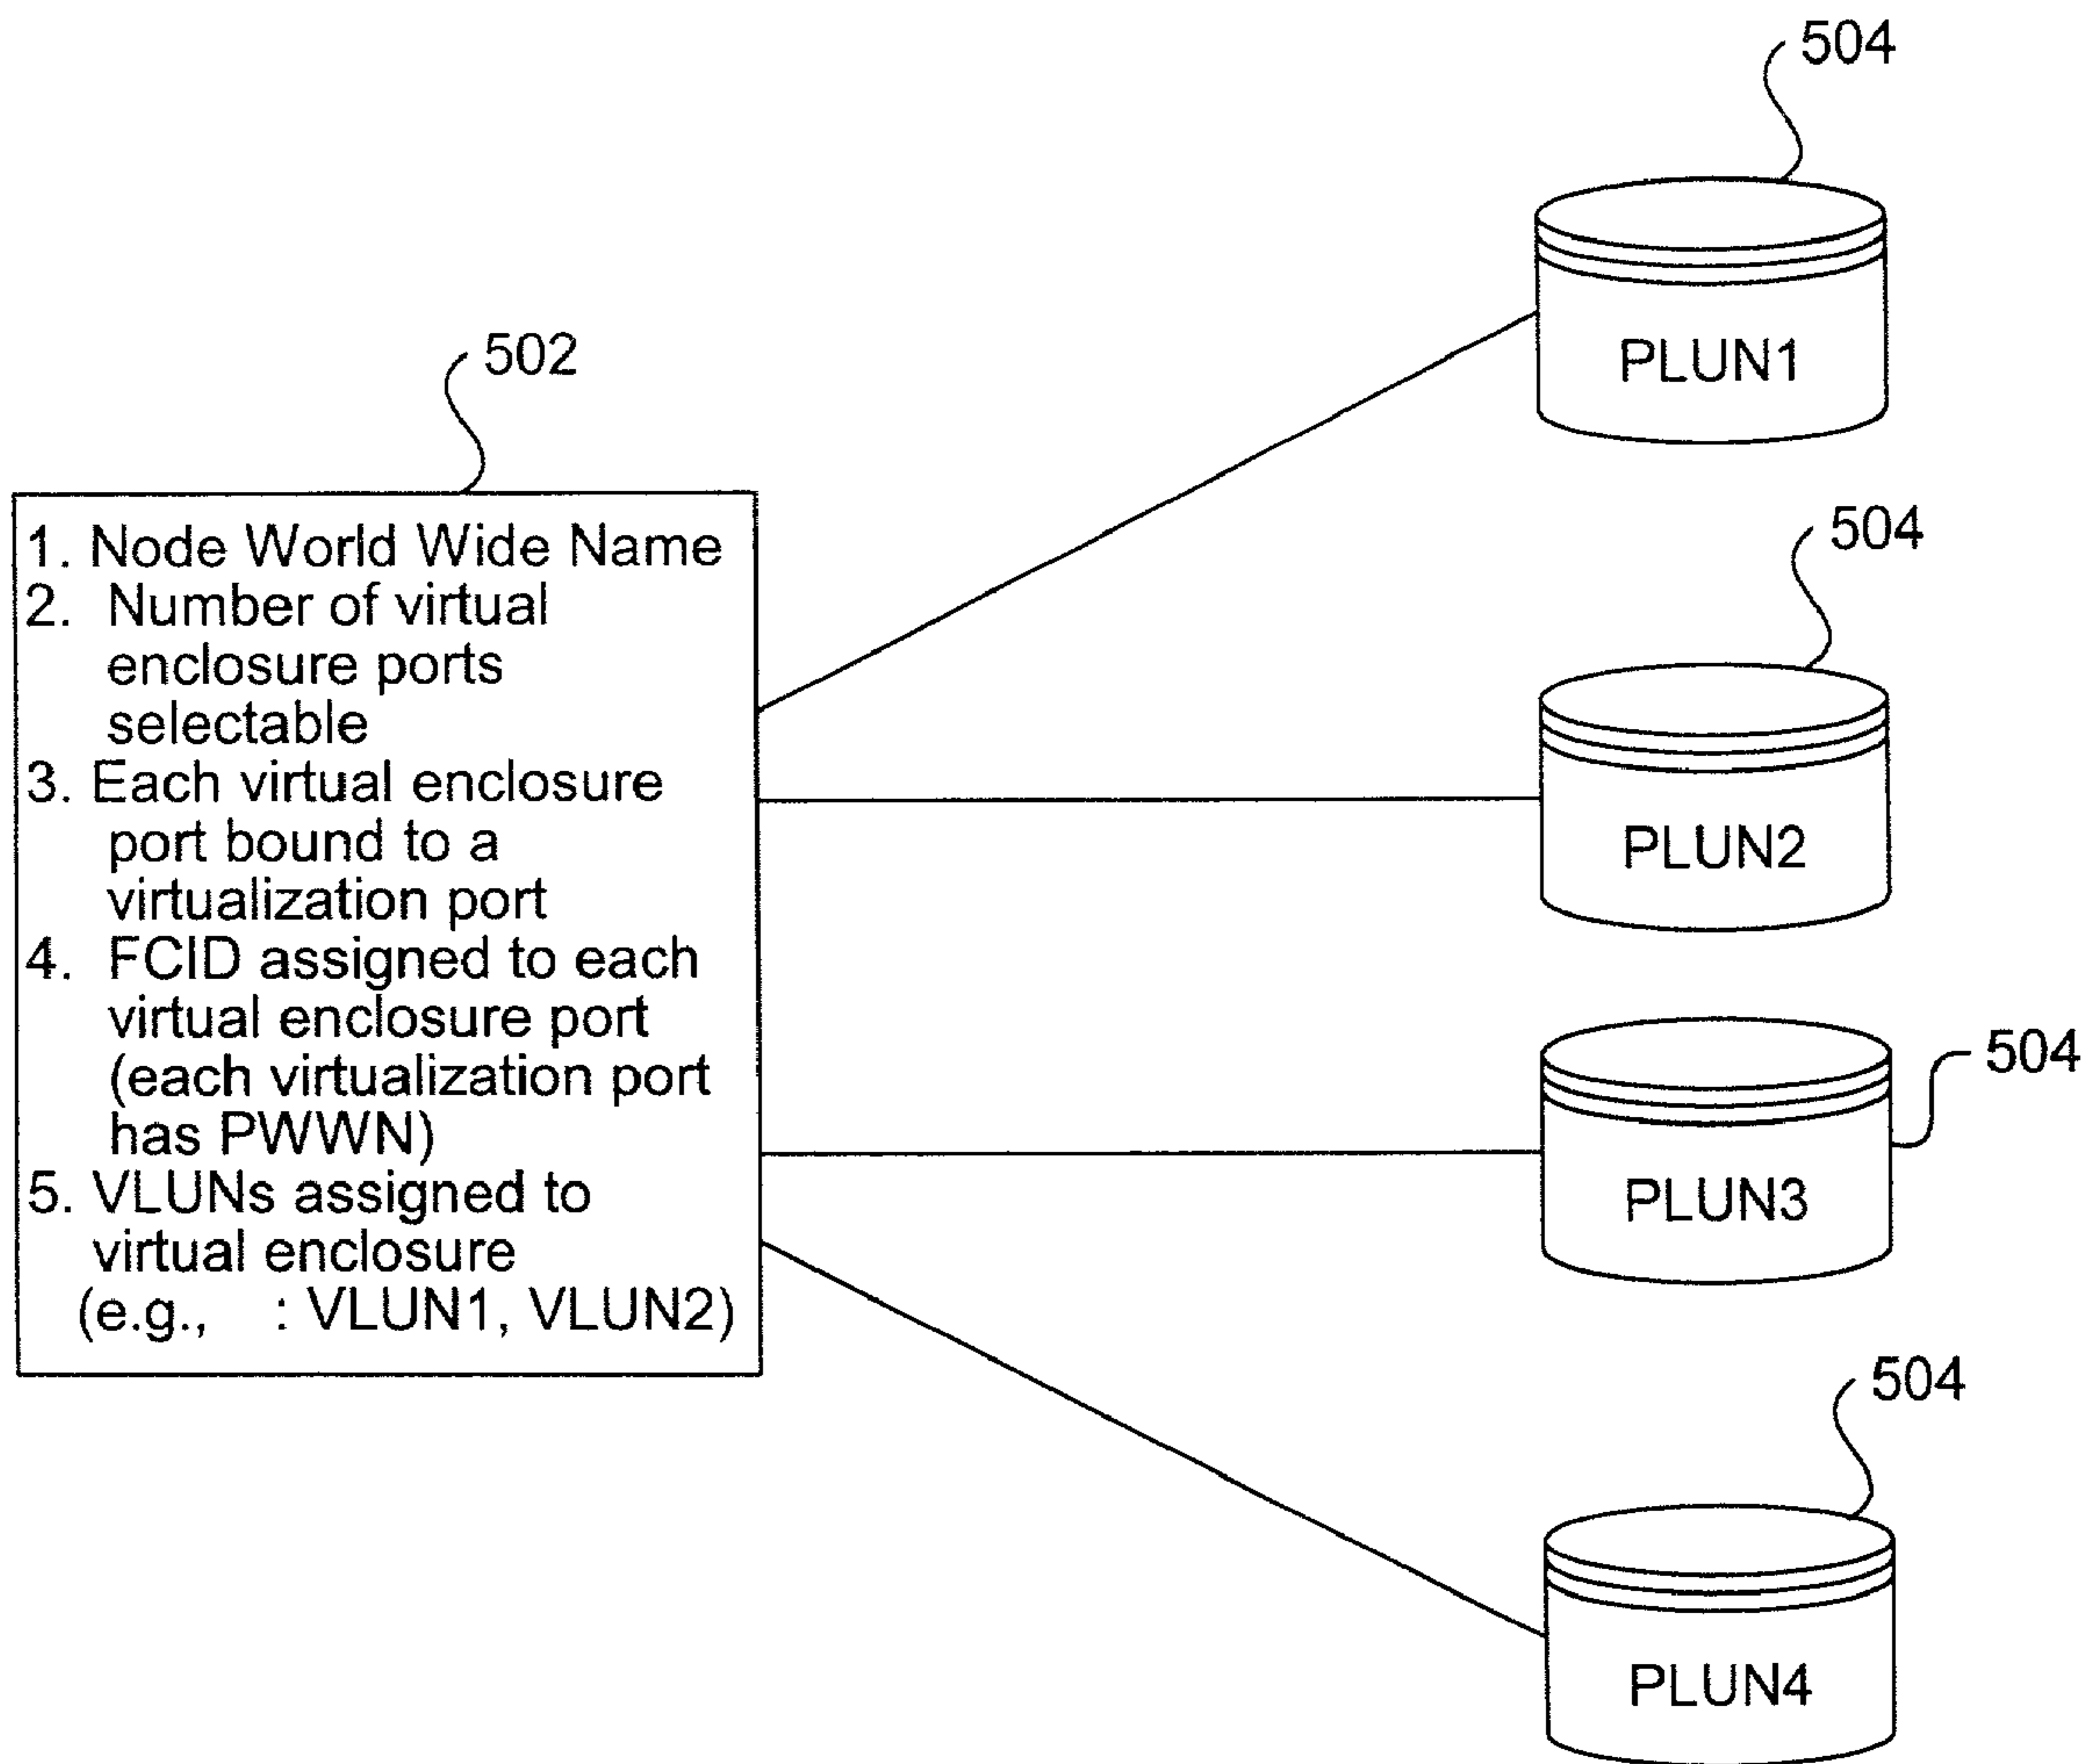 504
PLUN1
502
504
1. Node World Wide Name
2. Number of virtual
enclosure ports
selectable
3. Each virtual enclosure
port bound to a
virtualization port
4. FCID assigned to each
virtual enclosure port
(each virtualization port
has PWWN)
5. VLUNs assigned to
virtual enclosure
(e.g., : VLUN1, VLUN2)
PLUN2
504
PLUN3
504
PLUN4